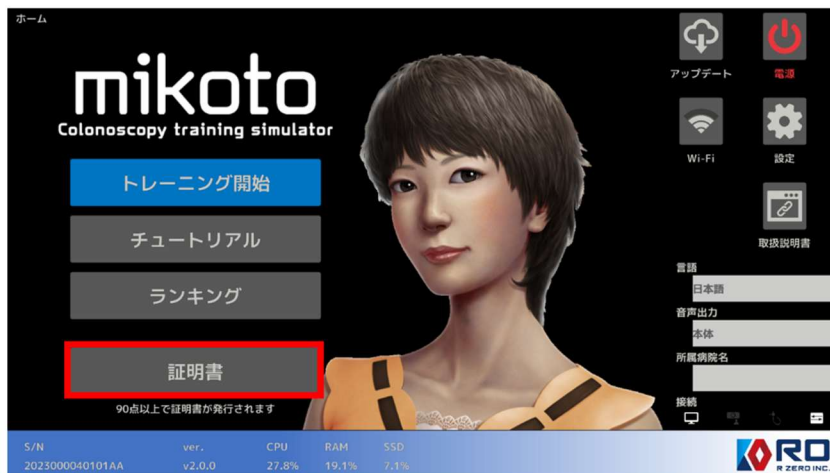 ホーム
mikoto
Colonoscopy training simulator
トレーニング開始
チュートリアル
ランキング
証明書
90点以上で証明書が発行されます
アップデート
電源
Wi-Fi
設定
取扱説明書
言語
日本語
音声出力
本体
所属病院名
接続
S/N ver. CPU RAM SSD
2023000040101AA v2.0.0 27.8% 19.1% 7.1%
R ZERO INC.